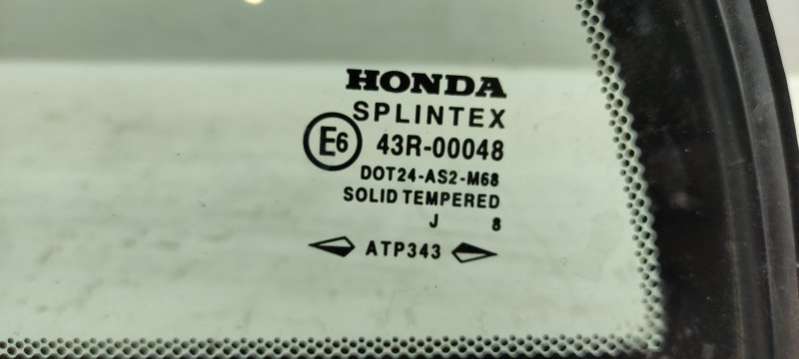 HONDA
SPLINTEX
E6 43R-00048
DOT24-AS2-M68
SOLID TEMPERED
J 8
ATP343